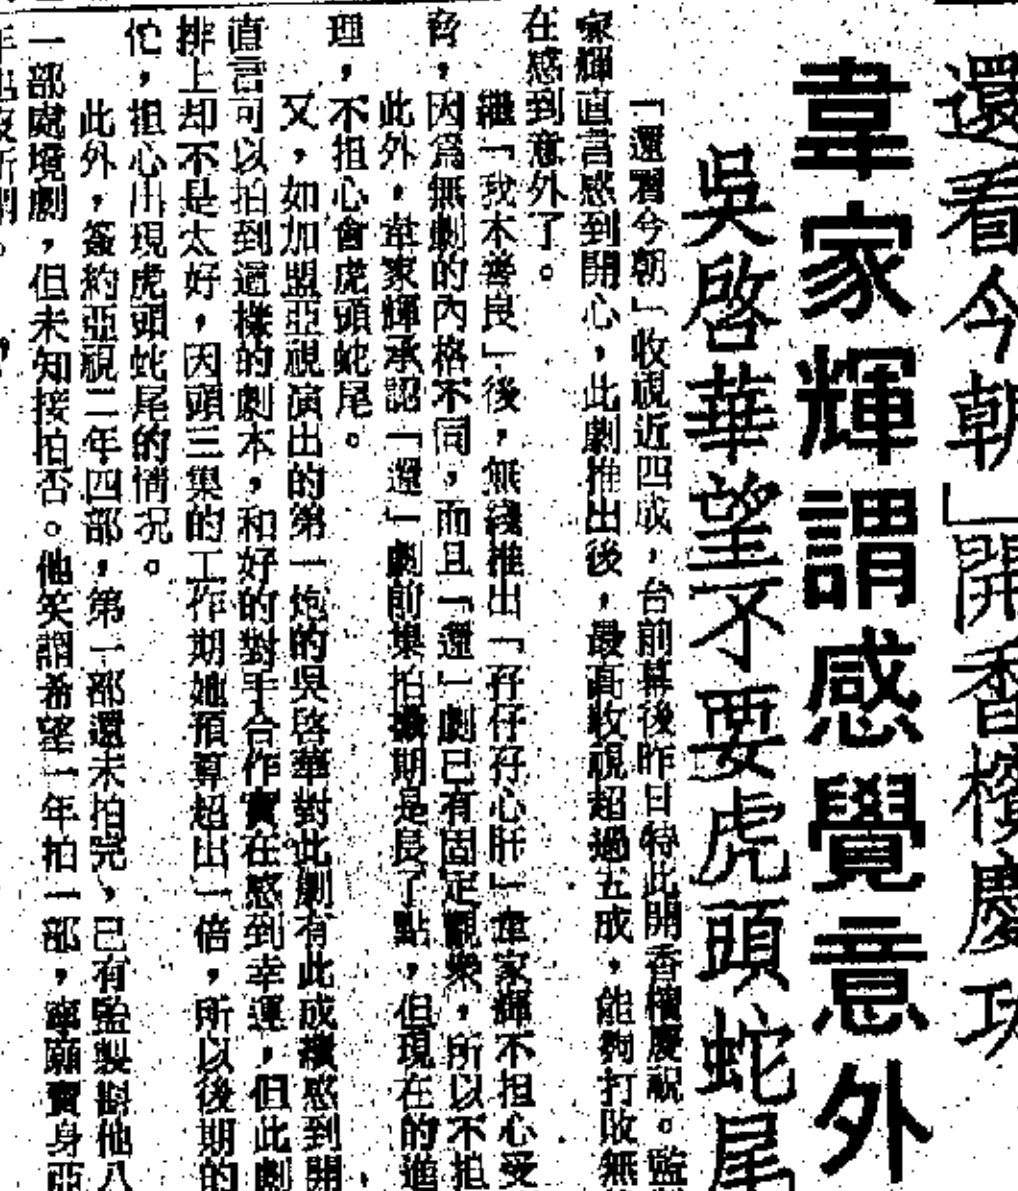 還看今朝」開香檳慶功
韋家輝謂感覺意外
吳啓華望不要虎頭蛇尾
「還看今朝」收視近四成，台前幕後昨日特此開香檳慶祝。監
家輝直言感到開心，此劇推出後，最高收視超過五成，能夠打敗無
在感到意外了。
繼「我本善良」後，無綫推出「孖仔孖心肝」韋家輝不担心受
脅，因爲無劇的內格不同，而且「還」劇已有固定觀衆，所以不担
此外，韋家輝承認「還」劇前集拍攝期是長了點，但現在的進
理，不担心會虎頭蛇尾。
又，如加盟亞視演出的第一炮的吳啓華對此劇有此成績感到開
直言可以拍到這樣的劇本，和好的對手合作實在感到幸運，但此劇
排上却不是太好，因頭三集的工作期她預算超出一倍，所以後期的
佗，担心出現虎頭蛇尾的情況。
此外，簽約亞視二年四部，第一部還未拍完，已有監製斟他八
一部處境劇，但未知接拍否。他笑謂希望一年拍一部，寧願賣身亞